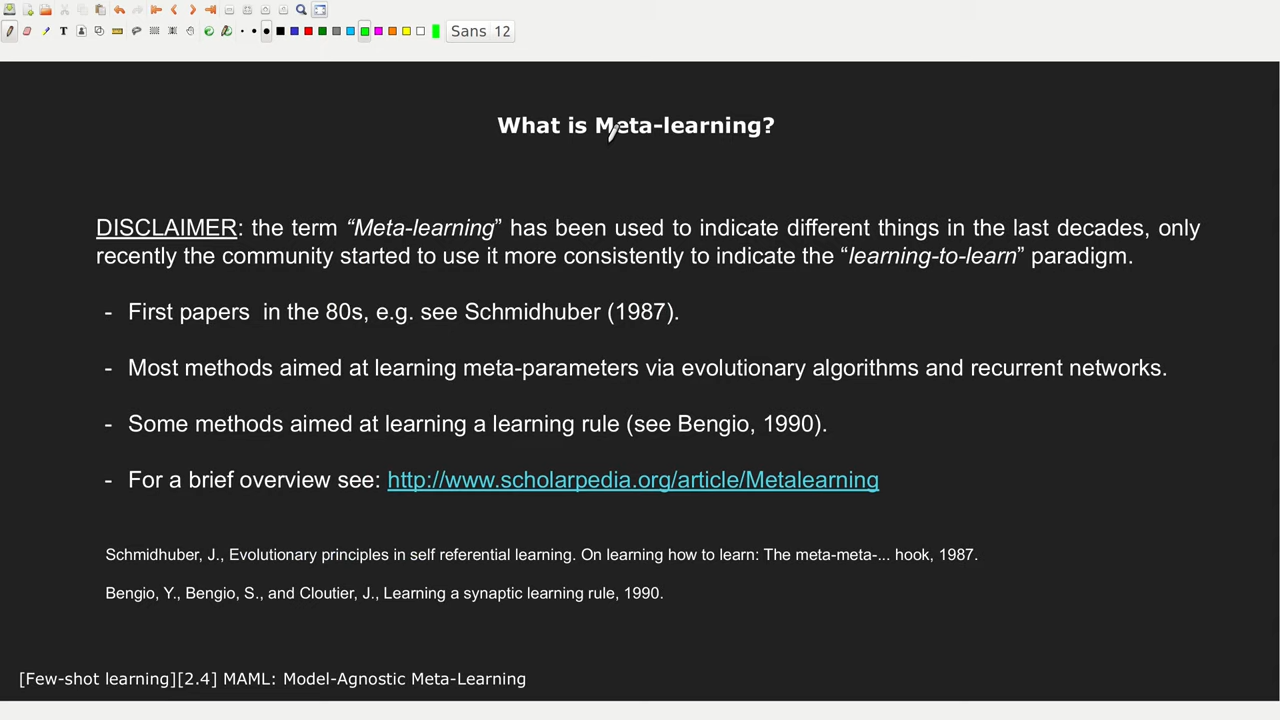 Sans 12
What is Meta-learning?
DISCLAIMER: the term “Meta-learning” has been used to indicate different things in the last decades, only
recently the community started to use it more consistently to indicate the “learning-to-learn” paradigm.
- First papers  in the 80s, e.g. see Schmidhuber (1987).
- Most methods aimed at learning meta-parameters via evolutionary algorithms and recurrent networks.
- Some methods aimed at learning a learning rule (see Bengio, 1990).
- For a brief overview see: http://www.scholarpedia.org/article/Metalearning
Schmidhuber, J., Evolutionary principles in self referential learning. On learning how to learn: The meta-meta-... hook, 1987.
Bengio, Y., Bengio, S., and Cloutier, J., Learning a synaptic learning rule, 1990.
[Few-shot learning][2.4] MAML: Model-Agnostic Meta-Learning